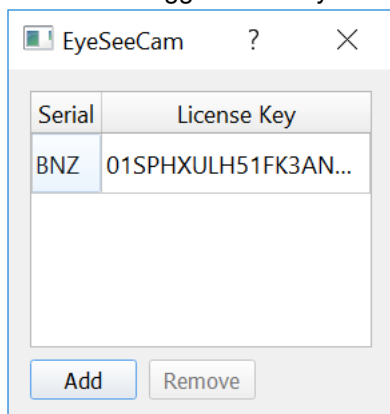 EyeSeeCam ?
Serial License Key
BNZ 01SPHXULH51FK3AN...
Add Remove